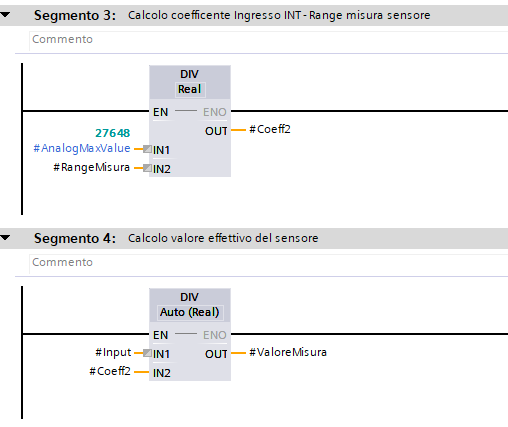 Segmento 3: Calcolo coefficente Ingresso INT - Range misura sensore
Commento
DIV
Real
EN ENO
27648
OUT #Coeff2
#AnalogMaxValue IN1
#RangeMisura IN2
Segmento 4: Calcolo valore effettivo del sensore
Commento
DIV
Auto (Real)
EN ENO
#Input IN1 OUT #ValoreMisura
#Coeff2 IN2